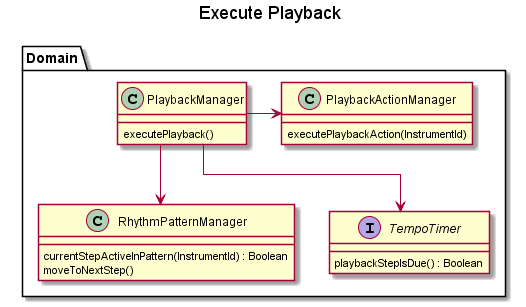 Execute Playback
Domain
C PlaybackManager
executePlayback()
C PlaybackActionManager
executePlaybackAction(InstrumentId)
C RhythmPatternManager
currentStepActiveInPattern(InstrumentId) : Boolean
moveToNextStep()
I TempoTimer
playbackStepIsDue() : Boolean